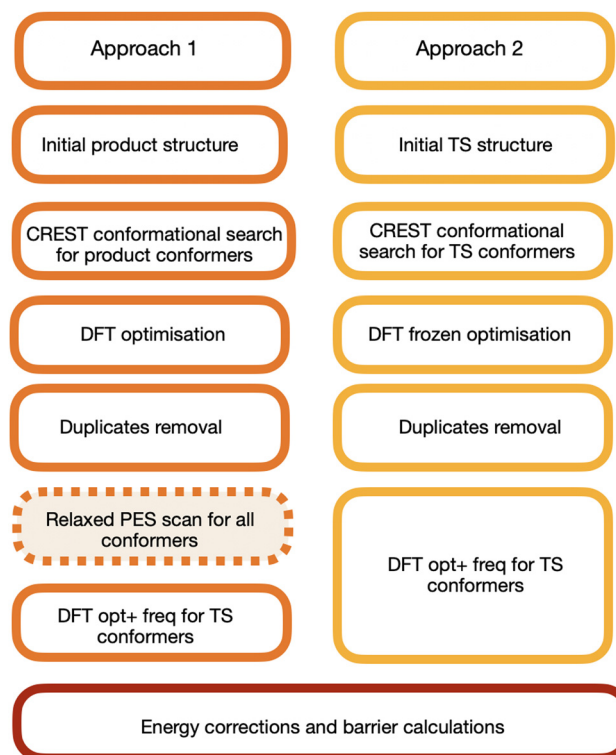 Approach 1
Initial product structure
CREST conformational search
for product conformers
DFT optimisation
Duplicates removal
Relaxed PES scan for all
conformers
DFT opt+ freq for TS
conformers
Approach 2
Initial TS structure
CREST conformational
search for TS conformers
DFT frozen optimisation
Duplicates removal
DFT opt+ freq for TS
conformers
Energy corrections and barrier calculations